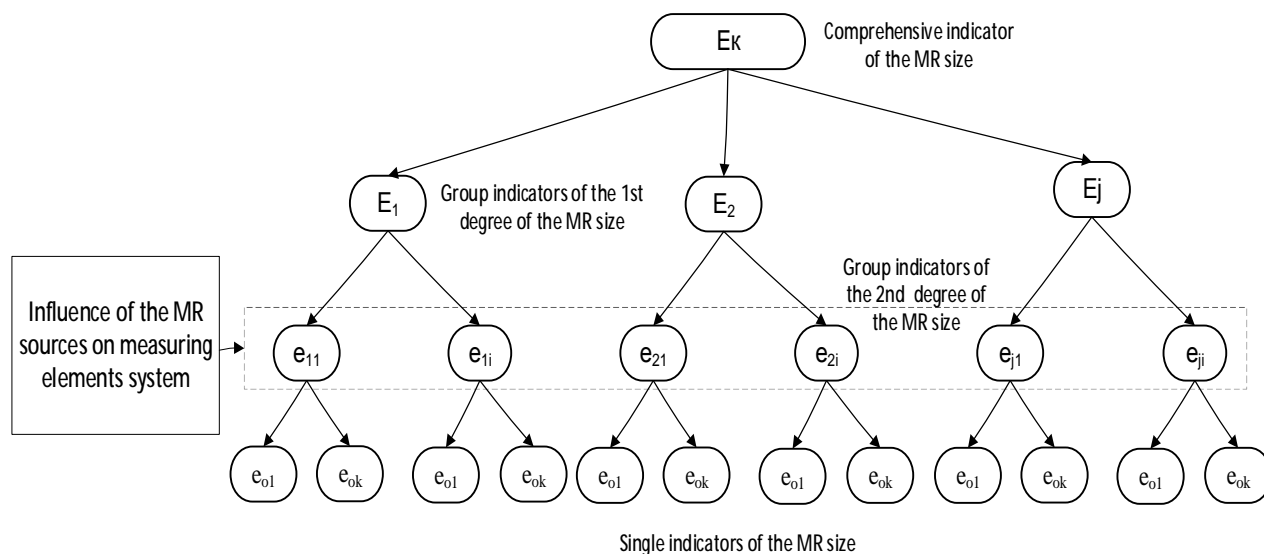 Eк
Comprehensive indicator
of the MR size
E₁
Group indicators of the 1st
degree of the MR size
E₂
Ej
Group indicators of
the 2nd degree of
the MR size
Influence of the MR
sources on measuring
elements system
e₁₁
e₁ᵢ
e₂₁
e₂ᵢ
eⱼ₁
eⱼᵢ
eₒ₁
eₒₖ
eₒ₁
eₒₖ
eₒ₁
eₒₖ
eₒ₁
eₒₖ
eₒ₁
eₒₖ
eₒ₁
eₒₖ
Single indicators of the MR size